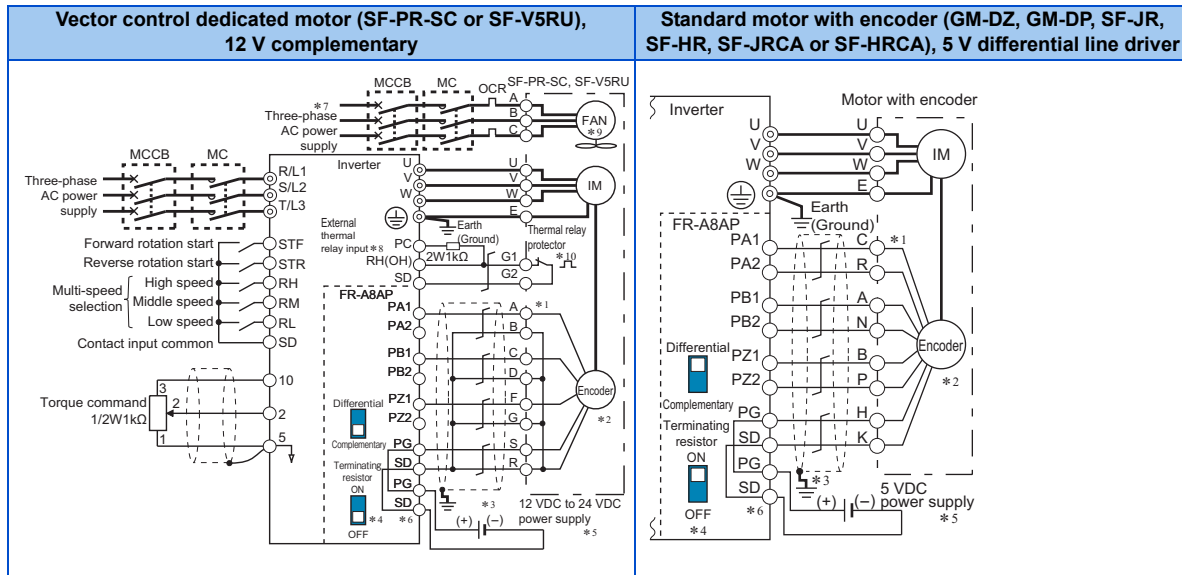 Vector control dedicated motor (SF-PR-SC or SF-V5RU),
12 V complementary
MCCB
MC
OCR
SF-PR-SC, SF-V5RU
*7
Three-phase
AC power
supply
A
B
C
FAN
*9
MCCB
MC
Inverter
Three-phase
AC power
supply
R/L1
S/L2
T/L3
U
V
W
U
V
W
E
IM
Earth
(Ground)
Forward rotation start
Reverse rotation start
Multi-speed
selection
High speed
Middle speed
Low speed
Contact input common
STF
STR
RH
RM
RL
SD
External
thermal
relay input *8
PC
RH(OH)
SD
2W1kΩ
Thermal relay
protector
*10
G1
G2
FR-A8AP
PA1
PA2
PB1
PB2
PZ1
PZ2
PG
SD
PG
SD
A
B
C
D
F
G
S
R
*1
Encoder
*2
Torque command
1/2W1kΩ
3
2
1
10
2
5
Differential
Complementary
Terminating
resistor
ON
OFF
*4
*6
*3
(+)
(−)
12 VDC to 24 VDC
power supply
*5
Standard motor with encoder (GM-DZ, GM-DP, SF-JR,
SF-HR, SF-JRCA or SF-HRCA), 5 V differential line driver
Inverter
Motor with encoder
U
V
W
U
V
W
E
IM
Earth
(Ground)
FR-A8AP
PA1
PA2
PB1
PB2
PZ1
PZ2
PG
SD
PG
SD
C
R
A
N
B
P
H
K
*1
Encoder
*2
Differential
Complementary
Terminating
resistor
ON
OFF
*4
*6
*3
(+)
(−)
5 VDC
power supply
*5